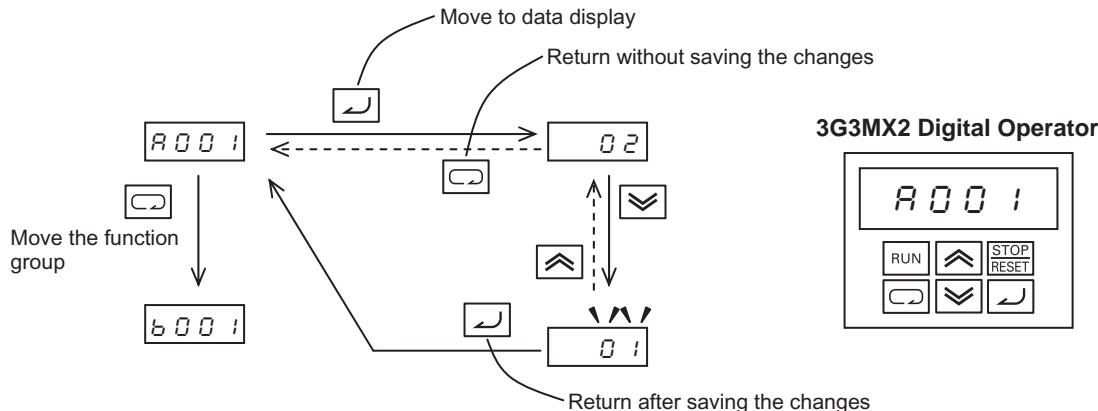 Move to data display
Return without saving the changes
A001
02
3G3MX2 Digital Operator
A001
Move the function
group
RUN
STOP
RESET
b001
01
Return after saving the changes